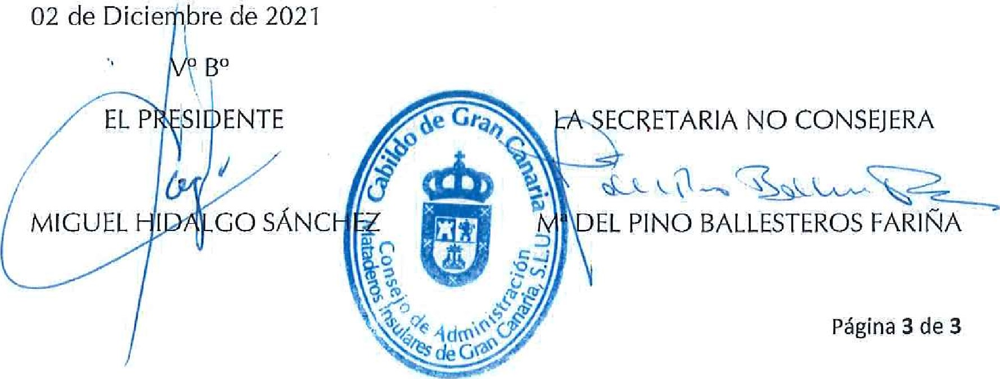 02 de Diciembre de 2021
Vº Bº
EL PRESIDENTE
LA SECRETARIA NO CONSEJERA
MIGUEL HIDALGO SÁNCHEZ
Mª DEL PINO BALLESTEROS FARIÑA
Cabildo de Gran Canaria
Consejo de Administración
Mataderos Insulares de Gran Canaria, S.L.U.
Página 3 de 3